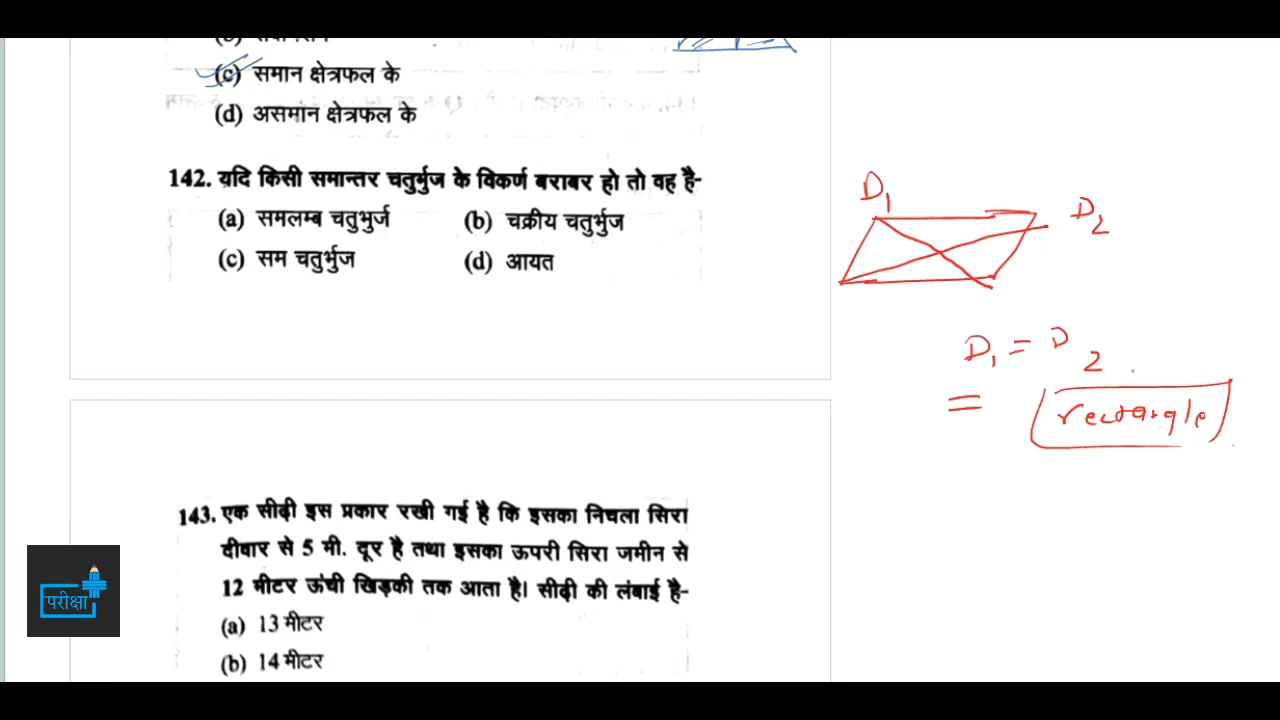 (c) समान क्षेत्रफल के
(d) असमान क्षेत्रफल के
142. यदि किसी समान्तर चतुर्भुज के विकर्ण बराबर हो तो वह है-
(a) समलम्ब चतुभुर्ज (b) चक्रीय चतुर्भुज
(c) सम चतुर्भुज (d) आयत
D1
D2
D1 = D2
= rectangle
143. एक सीढ़ी इस प्रकार रखी गई है कि इसका निचला सिरा
दीवार से 5 मी. दूर है तथा इसका ऊपरी सिरा जमीन से
12 मीटर ऊंची खिड़की तक आता है। सीढ़ी की लंबाई है-
(a) 13 मीटर
(b) 14 मीटर
परीक्षा